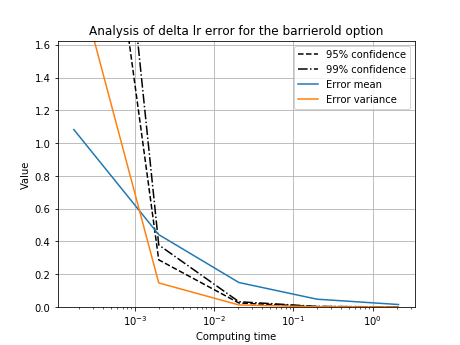 Analysis of delta lr error for the barrierold option
1.6
1.4
1.2
1.0
0.8
0.6
0.4
0.2
0.0
Value
95% confidence
99% confidence
Error mean
Error variance
10⁻³
10⁻²
10⁻¹
10⁰
Computing time